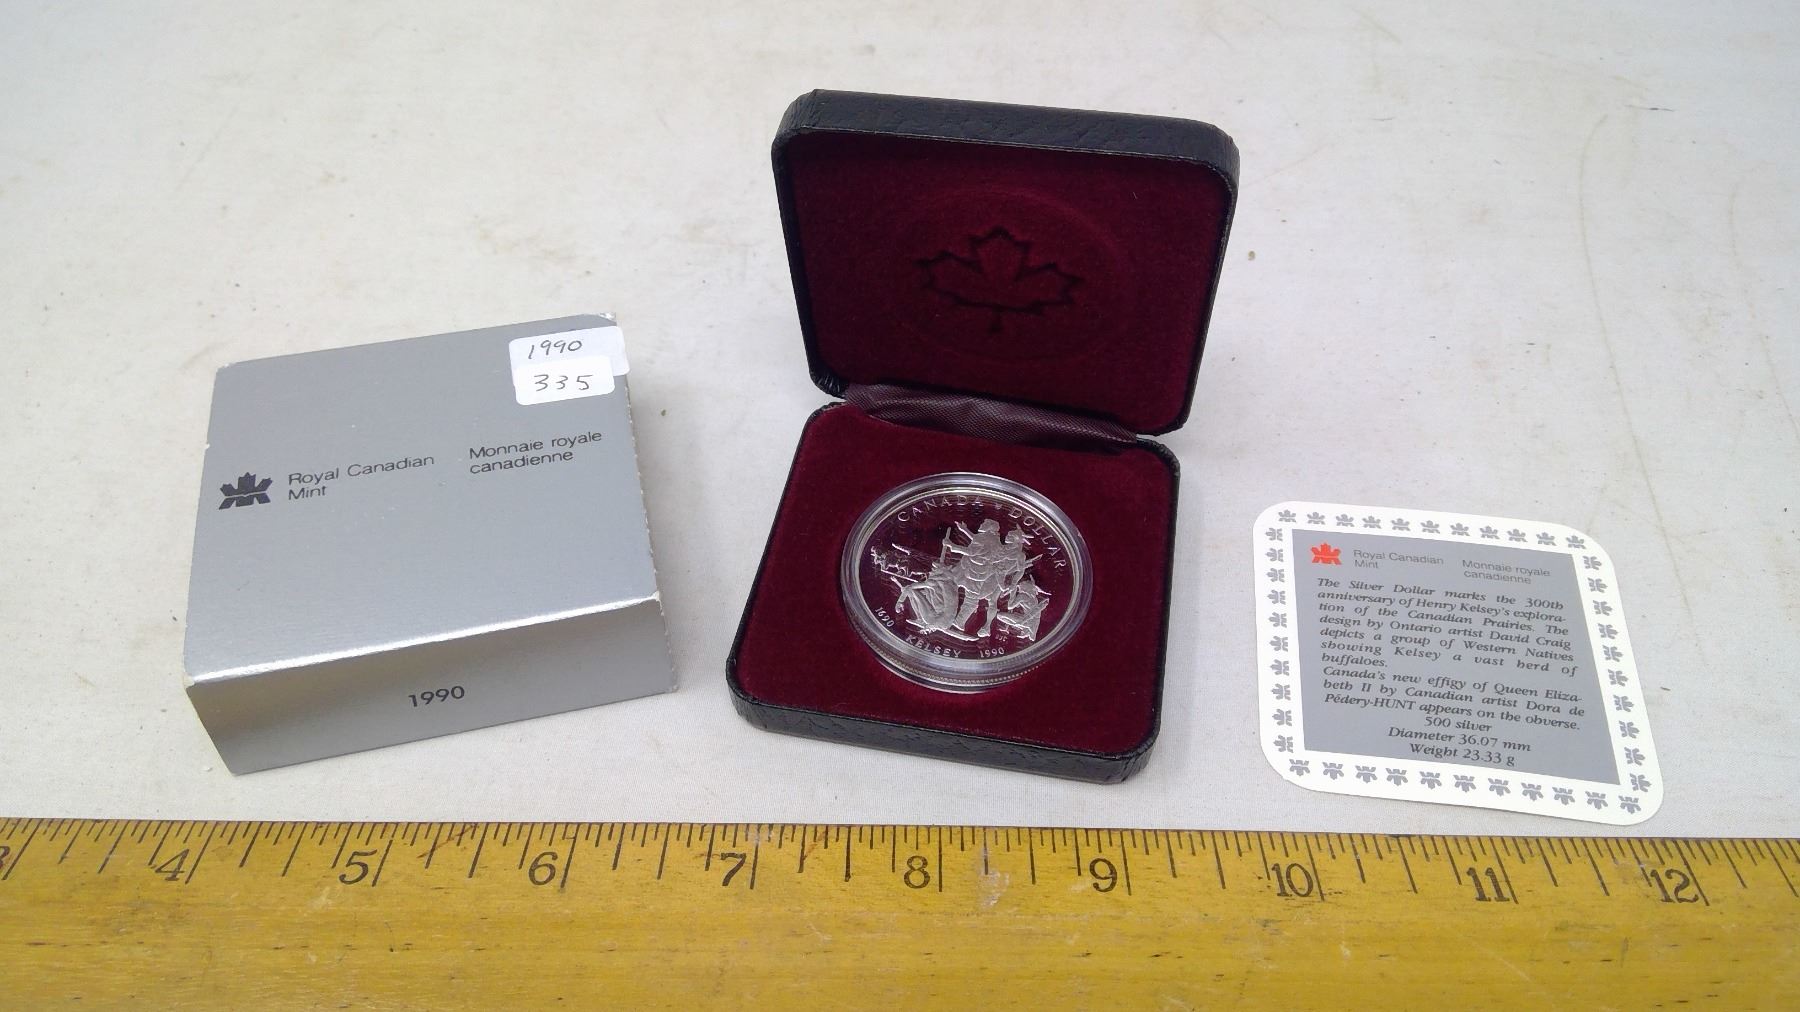 1990
335
Royal Canadian
Mint
Monnaie royale
canadienne
1990
CANADA DOLLAR
1690 KELSEY 1990
Royal Canadian
Mint
Monnaie royale
canadienne
The Silver Dollar marks the 300th
anniversary of Henry Kelsey's explora-
tion of the Canadian Prairies. The
design by Ontario artist David Craig
depicts a group of Western Natives
showing Kelsey a vast herd of
buffaloes.
Canada's new effigy of Queen Eliza-
beth II by Canadian artist Dora de
Pédery-HUNT appears on the obverse.
500 silver
Diameter 36.07 mm
Weight 23.33 g
3 4 5 6 7 8 9 10 11 12